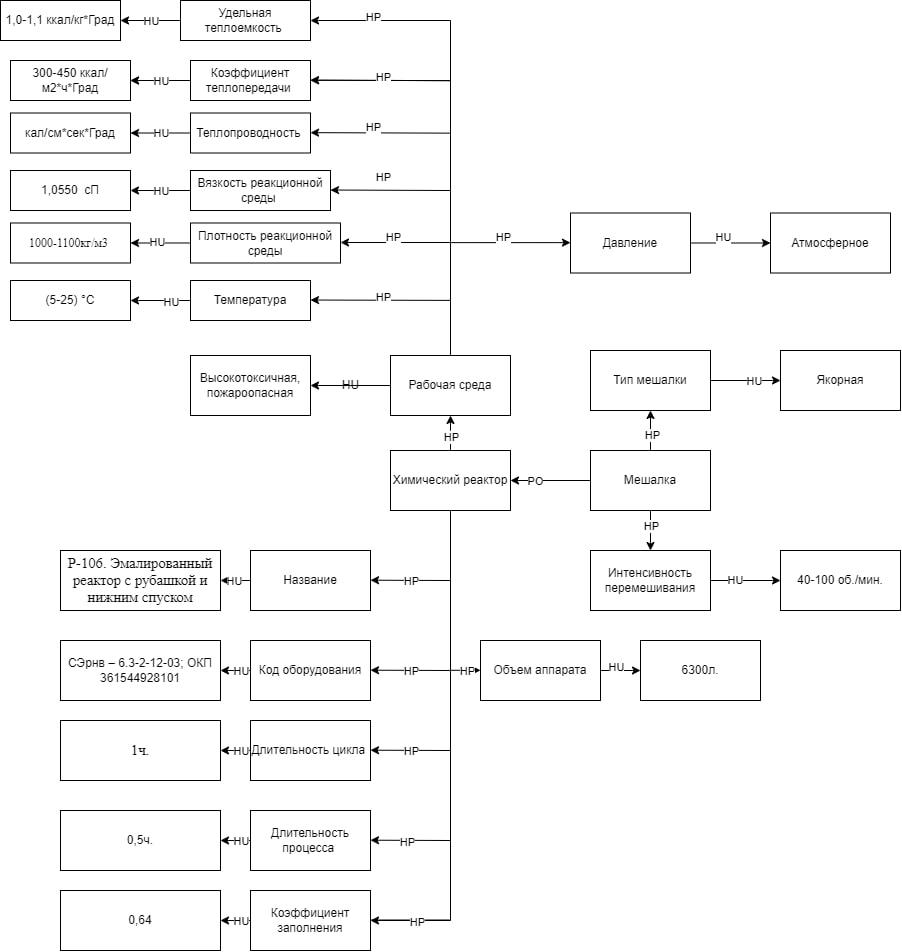 1,0-1,1 ккал/кг*Град
HU
Удельная
теплоемкость
HP
300-450 ккал/
м2*ч*Град
HU
Коэффициент
теплопередачи
HP
кал/см*сек*Град
HU
Теплопроводность
HP
1,0550 сП
HU
Вязкость реакционной
среды
HP
1000-1100кг/м3
HU
Плотность реакционной
среды
HP
HP
Давление
HU
Атмосферное
(5-25) °С
HU
Температура
HP
Высокотоксичная,
пожароопасная
HU
Рабочая среда
Тип мешалки
HU
Якорная
HP
HP
Химический реактор
PO
Мешалка
HP
Р-106. Эмалированный
реактор с рубашкой и
нижним спуском
HU
Название
HP
Интенсивность
перемешивания
HU
40-100 об./мин.
СЭрнв – 6.3-2-12-03; ОКП
361544928101
HU
Код оборудования
HP
HP
Объем аппарата
HU
6300л.
1ч.
HU
Длительность цикла
HP
0,5ч.
HU
Длительность
процесса
HP
0,64
HU
Коэффициент
заполнения
HP